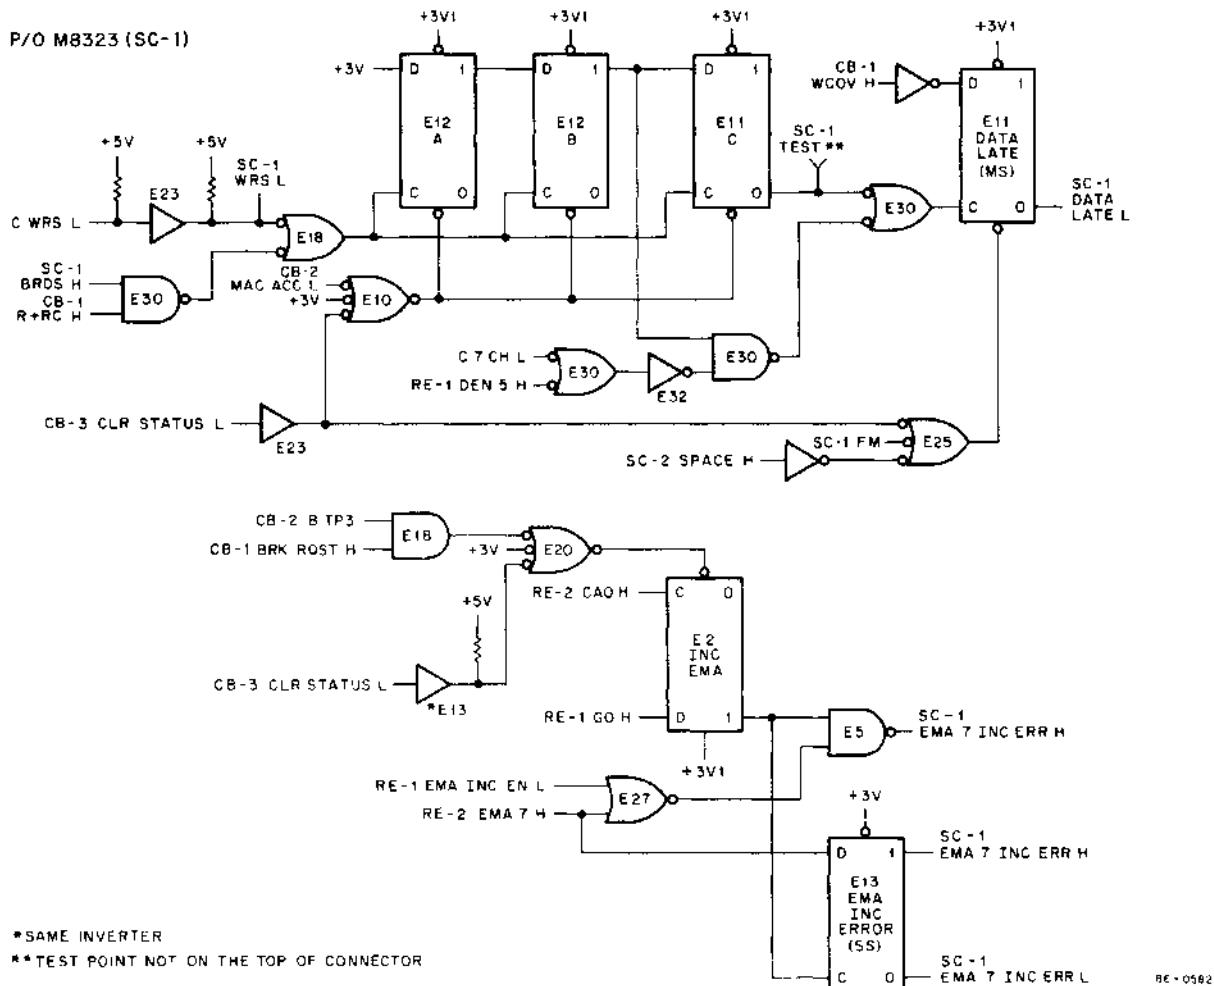 P/O M8323 (SC-1)
+3V1
+3V1
+3V1
+3V1
+3V
D 1
E12
A
C 0
D 1
E12
B
C 0
D 1
E11
C
C 0
CB-1
WCOV H
D 1
E11
DATA
LATE
(MS)
C 0
SC-1
DATA
LATE L
SC-1
TEST **
+5V
+5V
SC-1
WRS L
E23
C WRS L
E18
E30
SC-1
BRDS H
CB-1
R+RC H
E30
CB-2
MAC ACC L
+3V
E10
C 7 CH L
RE-1 DEN 5 H
E30
E32
E30
CB-3 CLR STATUS L
E23
SC-1 FM
E25
SC-2 SPACE H
CB-2 B TP3
CB-1 BRK RQST H
E18
+3V
E20
RE-2 CAO H
C 0
E2
INC
EMA
D 1
+5V
CB-3 CLR STATUS L
*E13
RE-1 GO H
+3V1
E5
SC-1
EMA 7 INC ERR H
RE-1 EMA INC EN L
RE-2 EMA 7 H
E27
+3V
D 1
E13
EMA
INC
ERROR
(SS)
C 0
SC-1
EMA 7 INC ERR H
SC-1
EMA 7 INC ERR L
*SAME INVERTER
**TEST POINT NOT ON THE TOP OF CONNECTOR
8E-0582